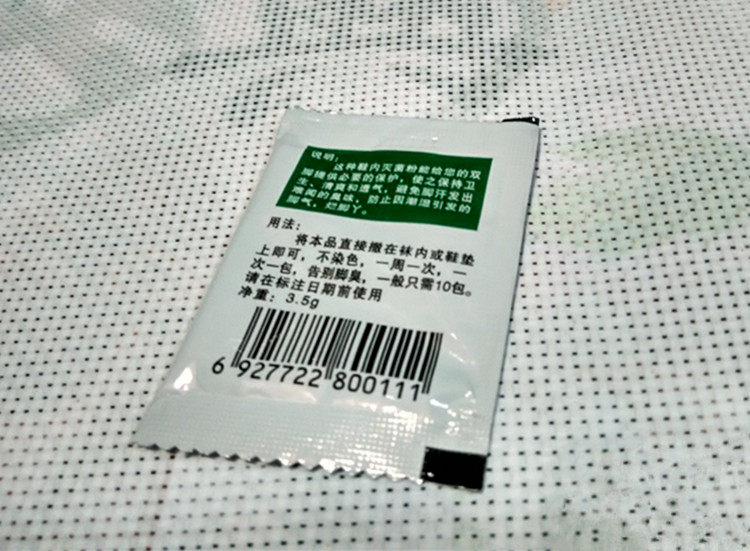 说明：
这种鞋内灭菌粉能给您的双
脚提供必要的保护，使之保持卫
生、清爽和透气，避免脚汗发出
难闻的臭味，防止因潮湿引发的
脚气，烂脚丫。
用法：
将本品直接撒在袜内或鞋垫
上即可，不染色，一周一次，一
次一包，告别脚臭，一般只需10包。
请在标注日期前使用
净重：3.5g
6 927722 800111